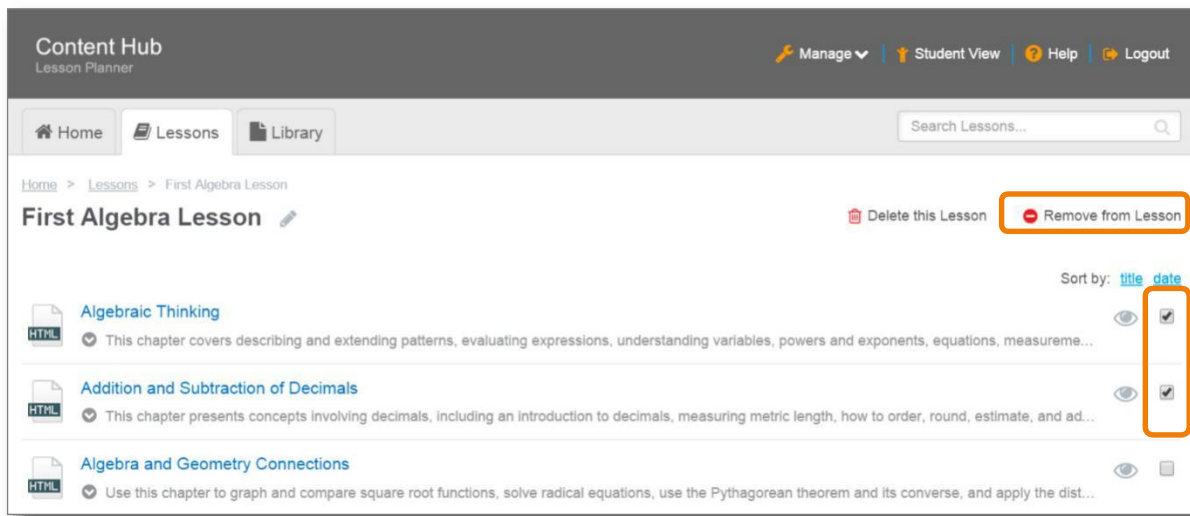 Content Hub
Lesson Planner
Manage Student View Help Logout
Home Lessons Library Search Lessons...
Home > Lessons > First Algebra Lesson
First Algebra Lesson Delete this Lesson Remove from Lesson
Sort by: title date
HTML Algebraic Thinking
This chapter covers describing and extending patterns, evaluating expressions, understanding variables, powers and exponents, equations, measureme...
HTML Addition and Subtraction of Decimals
This chapter presents concepts involving decimals, including an introduction to decimals, measuring metric length, how to order, round, estimate, and ad...
HTML Algebra and Geometry Connections
Use this chapter to graph and compare square root functions, solve radical equations, use the Pythagorean theorem and its converse, and apply the dist...